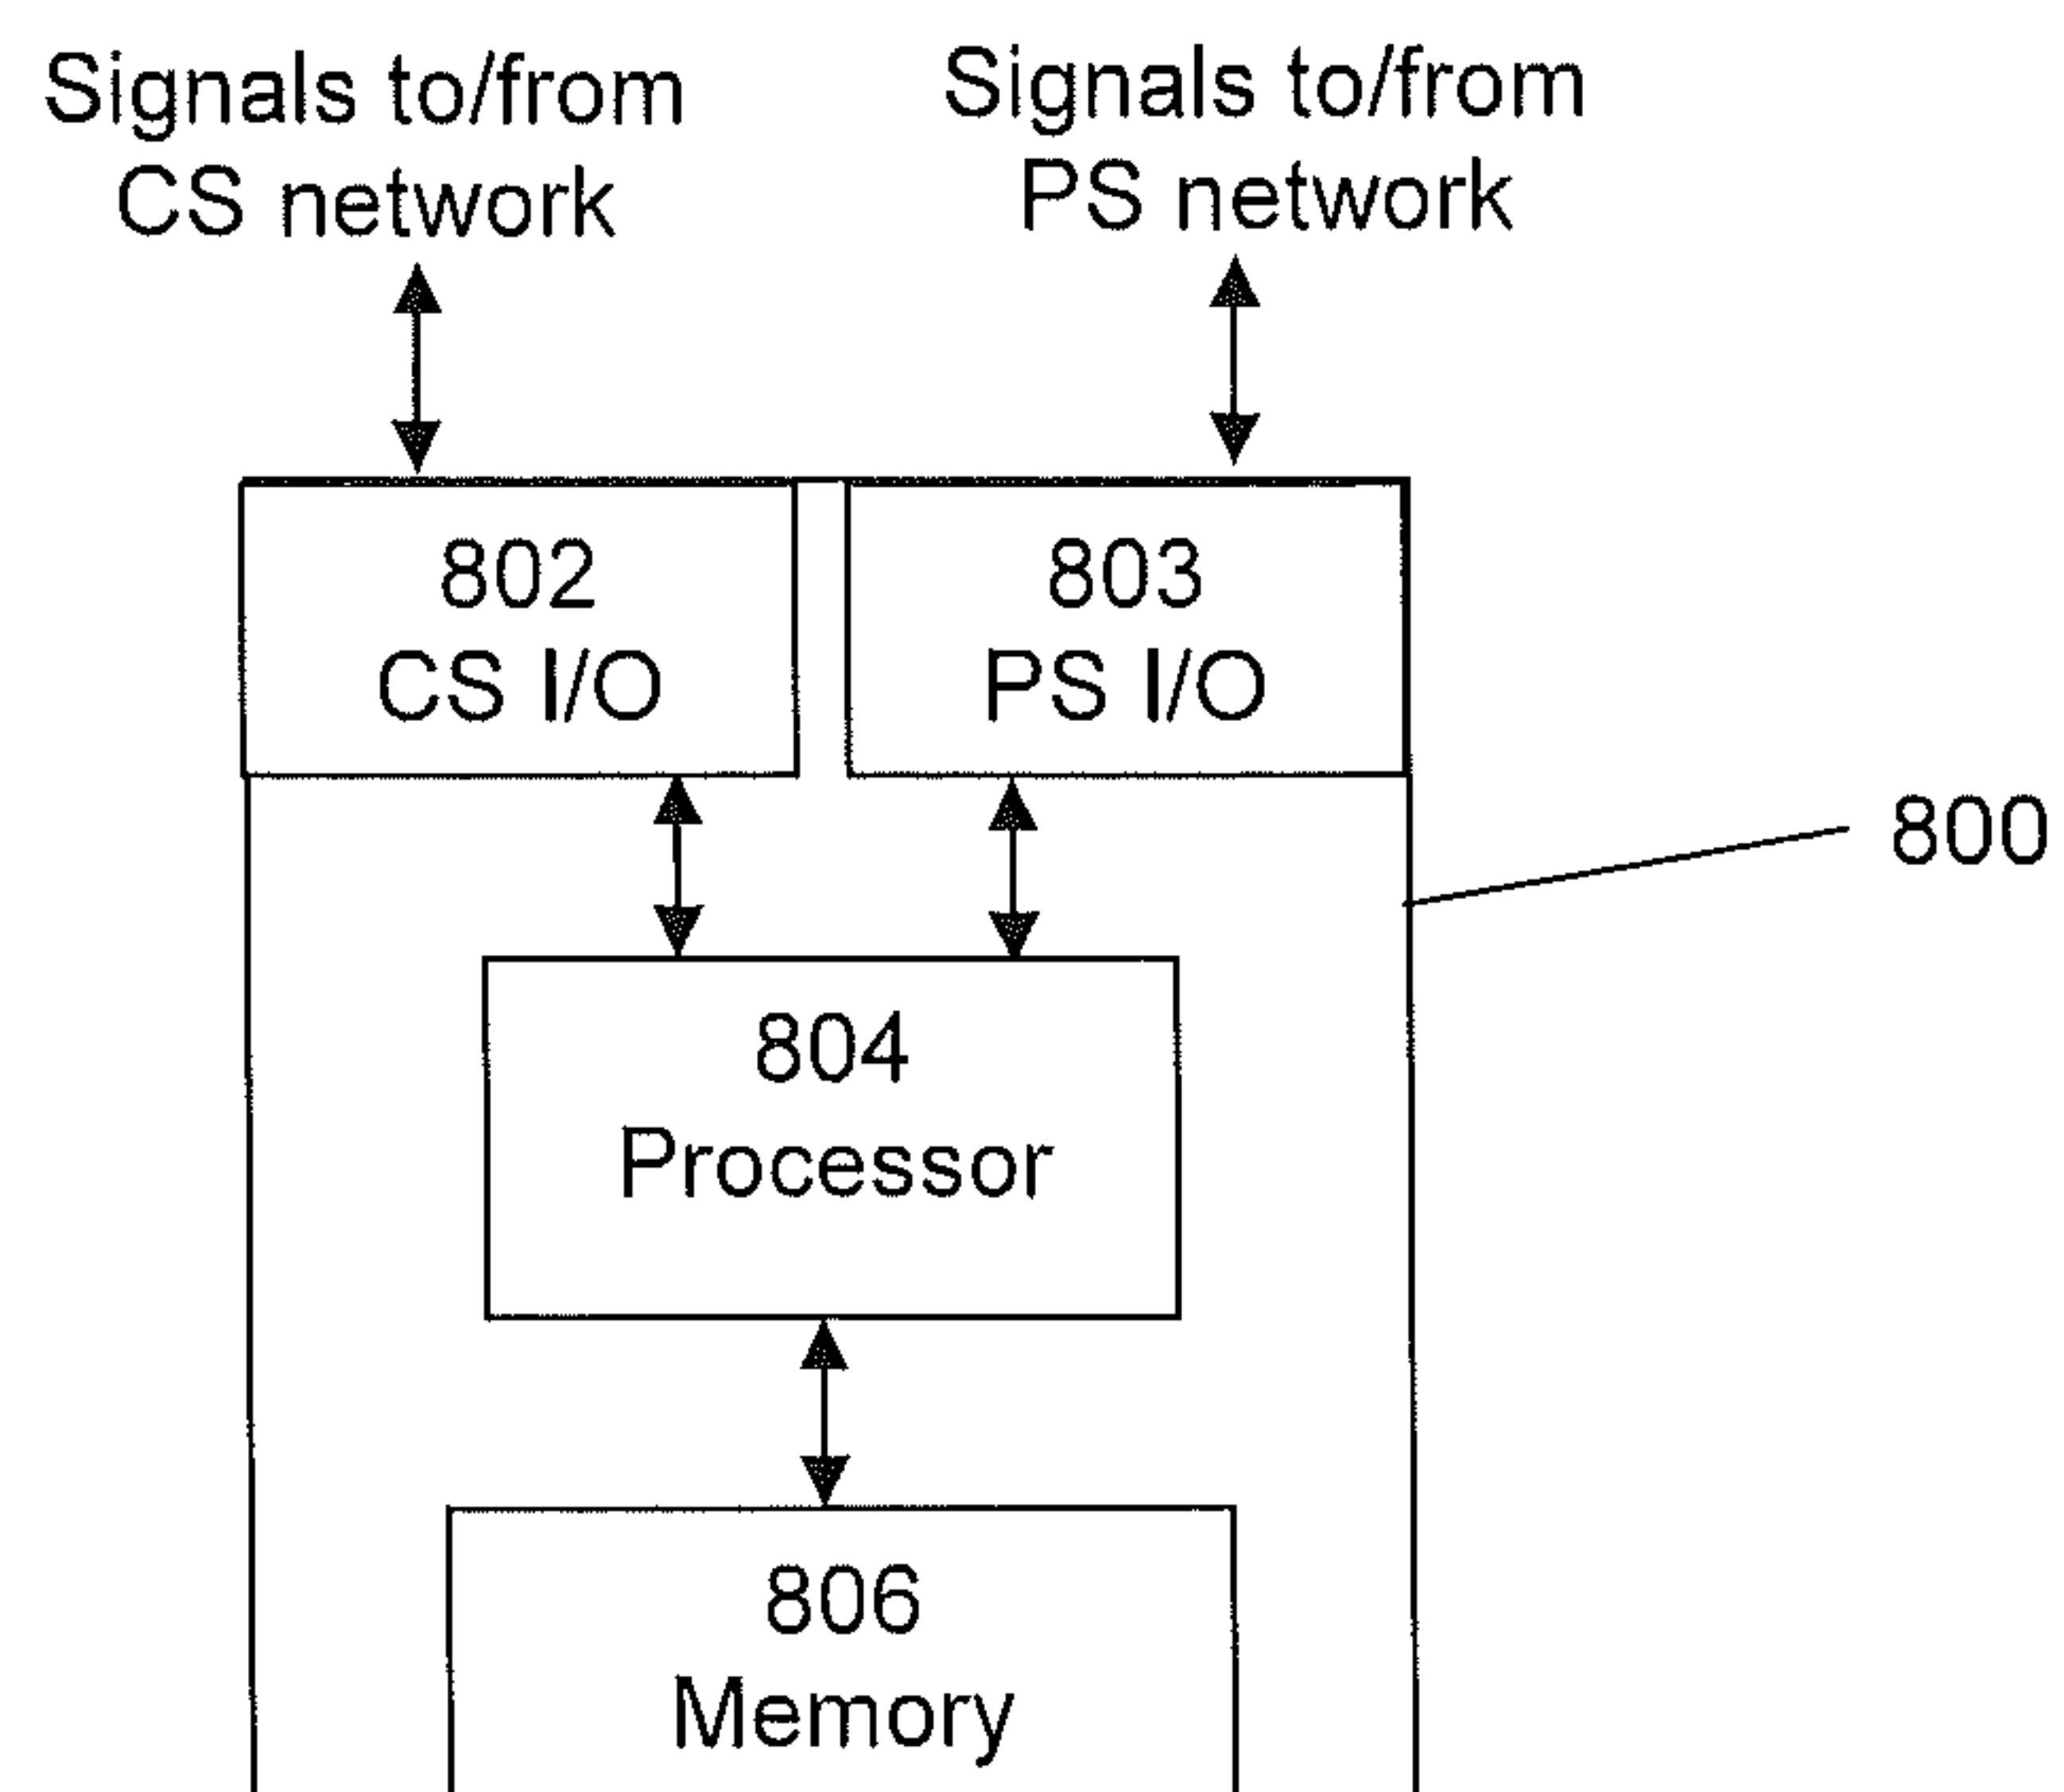 Signals to/from
CS network
Signals to/from
PS network
802
CS I/O
803
PS I/O
800
804
Processor
806
Memory